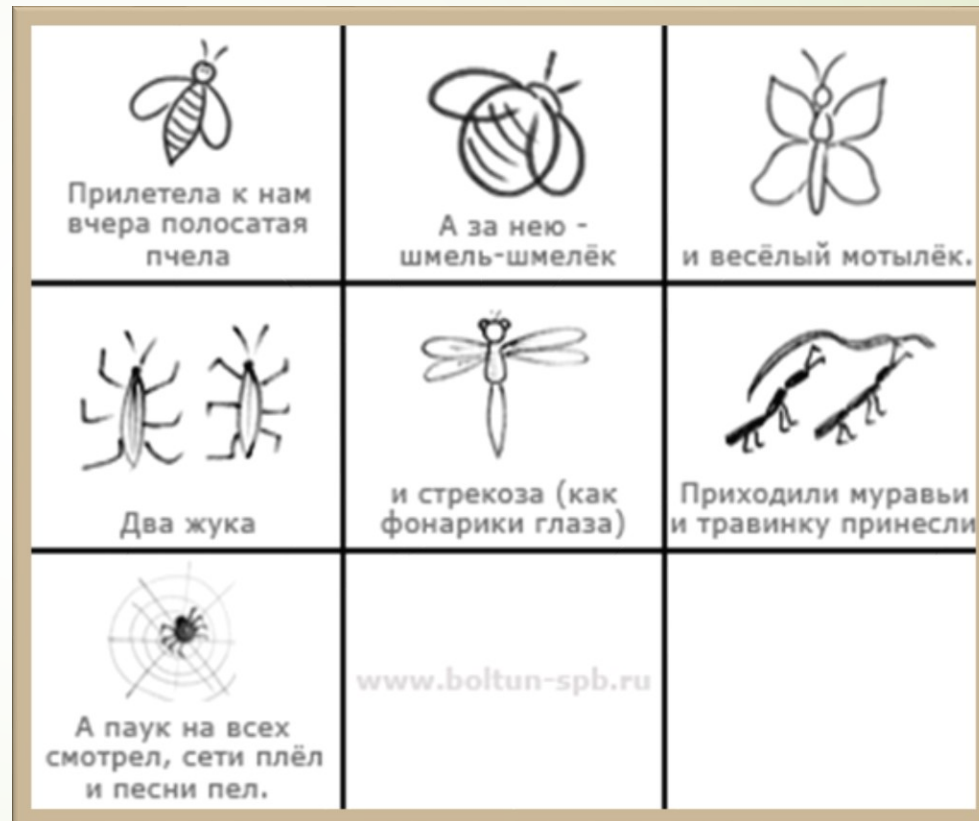 Прилетела к нам
вчера полосатая
пчела
А за нею -
шмель-шмелёк
и весёлый мотылёк.
Два жука
и стрекоза (как
фонарики глаза)
Приходили муравьи
и травинку принесли
А паук на всех
смотрел, сети плёл
и песни пел.
www.boltun-spb.ru